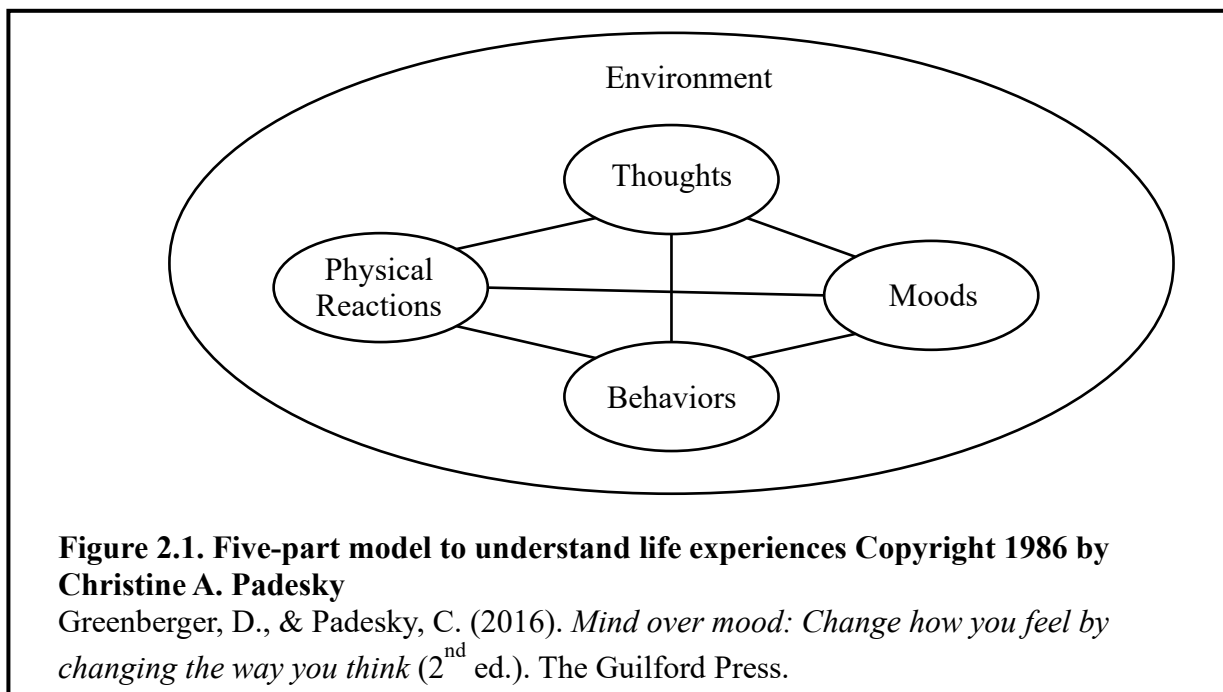 Environment
Thoughts
Physical
Reactions
Moods
Behaviors
Figure 2.1. Five-part model to understand life experiences Copyright 1986 by
Christine A. Padesky
Greenberger, D., & Padesky, C. (2016). Mind over mood: Change how you feel by
changing the way you think (2nd ed.). The Guilford Press.